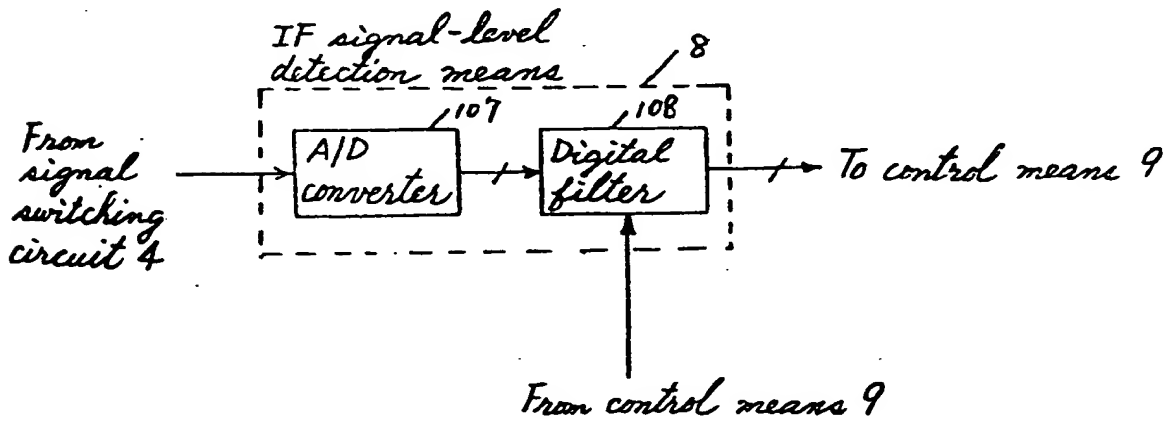 IF signal-level
detection means
8
107
108
From
signal
switching
circuit 4
A/D
converter
Digital
filter
To control means 9
From control means 9